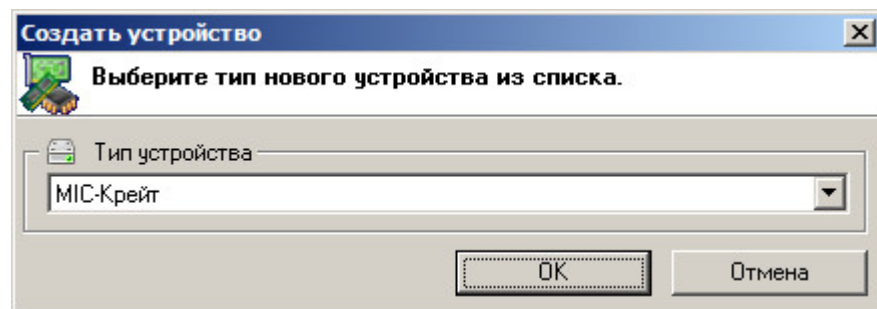 Создать устройство
Выберите тип нового устройства из списка.
Тип устройства
MIC-Крейт
OK
Отмена